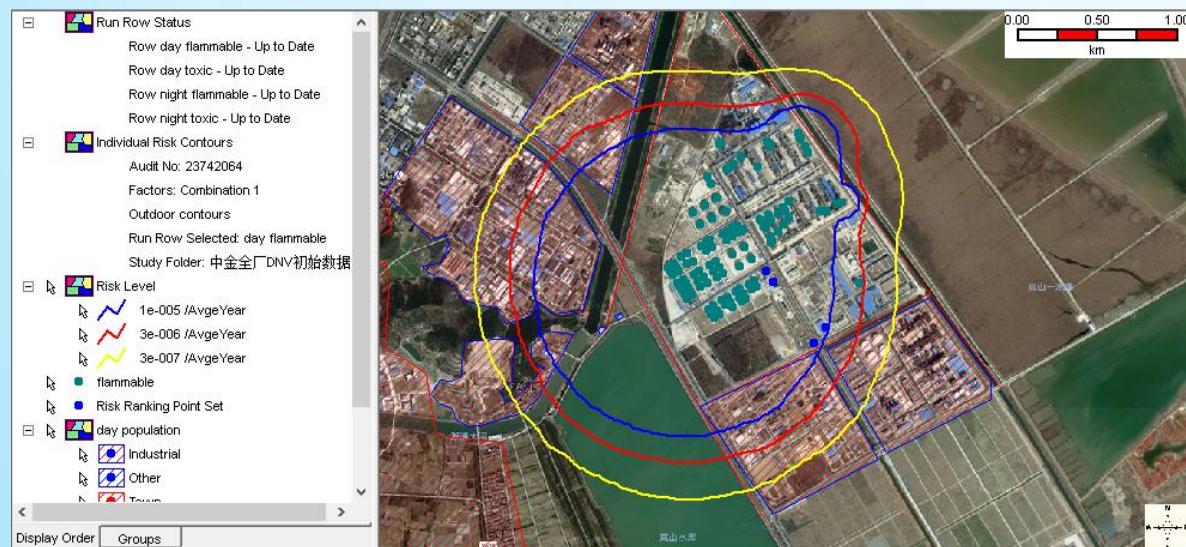 Run Row Status
Row day flammable - Up to Date
Row day toxic - Up to Date
Row night flammable - Up to Date
Row night toxic - Up to Date
Individual Risk Contours
Audit No: 23742064
Factors: Combination 1
Outdoor contours
Run Row Selected: day flammable
Study Folder: 中金全厂DNV初始数据
Risk Level
1e-005 /AvgeYear
3e-006 /AvgeYear
3e-007 /AvgeYear
flammable
Risk Ranking Point Set
day population
Industrial
Other
Town
Display Order
Groups
0.00 0.50 1.00
km